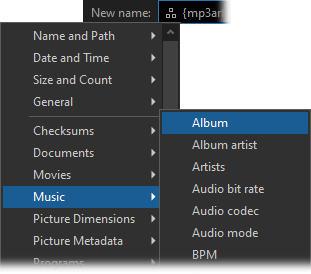 New name: {mp3ar
Name and Path
Date and Time
Size and Count
General
Checksums
Documents
Movies
Music
Picture Dimensions
Picture Metadata
Programs
Album
Album artist
Artists
Audio bit rate
Audio codec
Audio mode
BPM